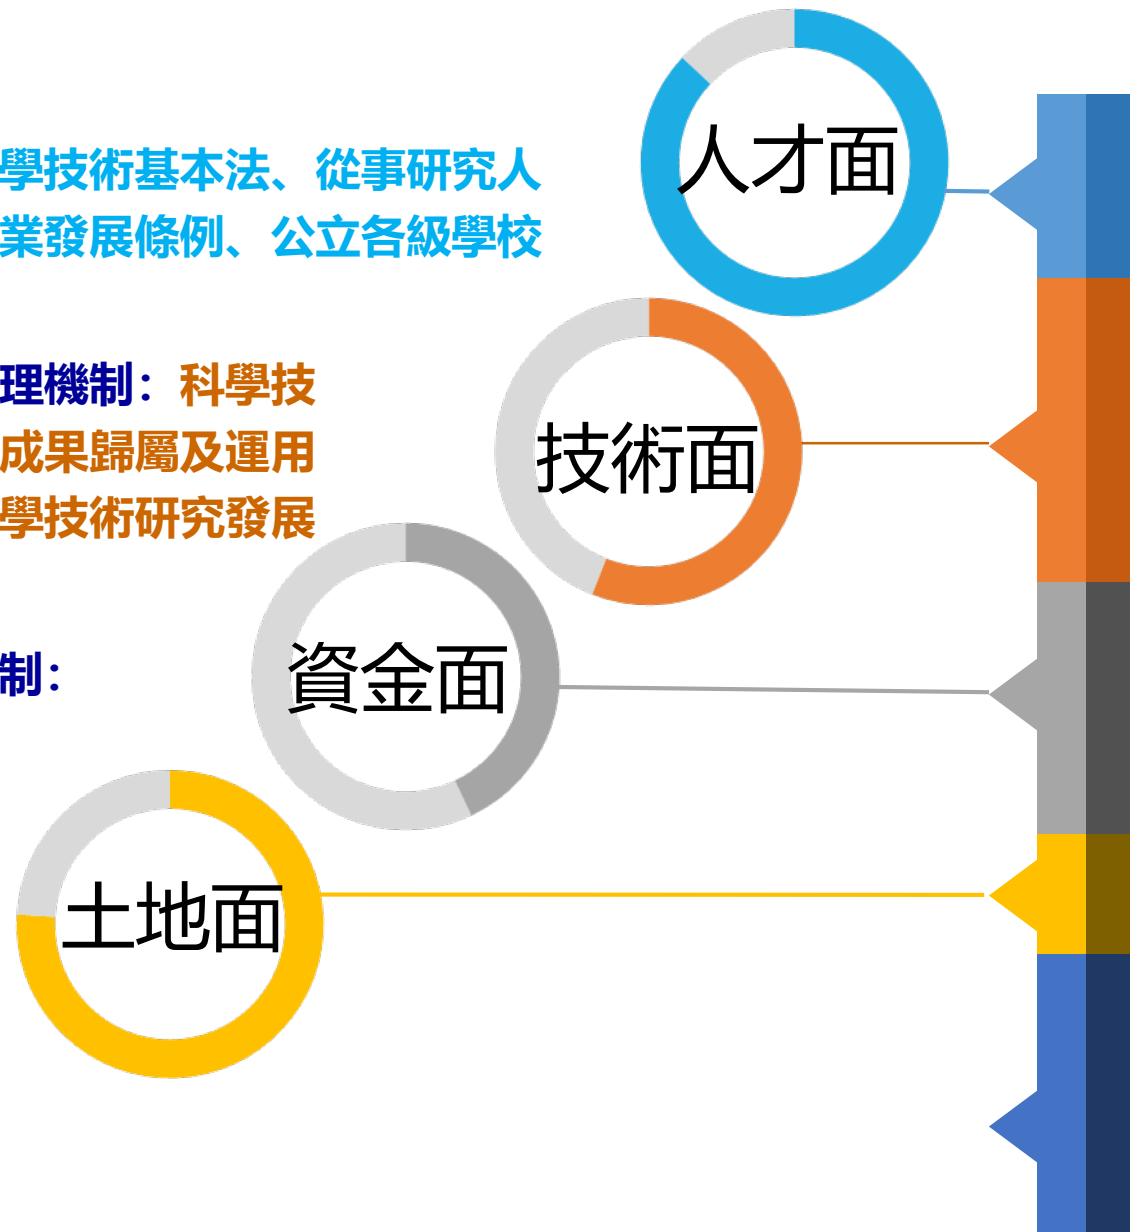 人才面
學技術基本法、從事研究人
業發展條例、公立各級學校
理機制：科學技
成果歸屬及運用
學技術研究發展
技術面
制：
資金面
土地面